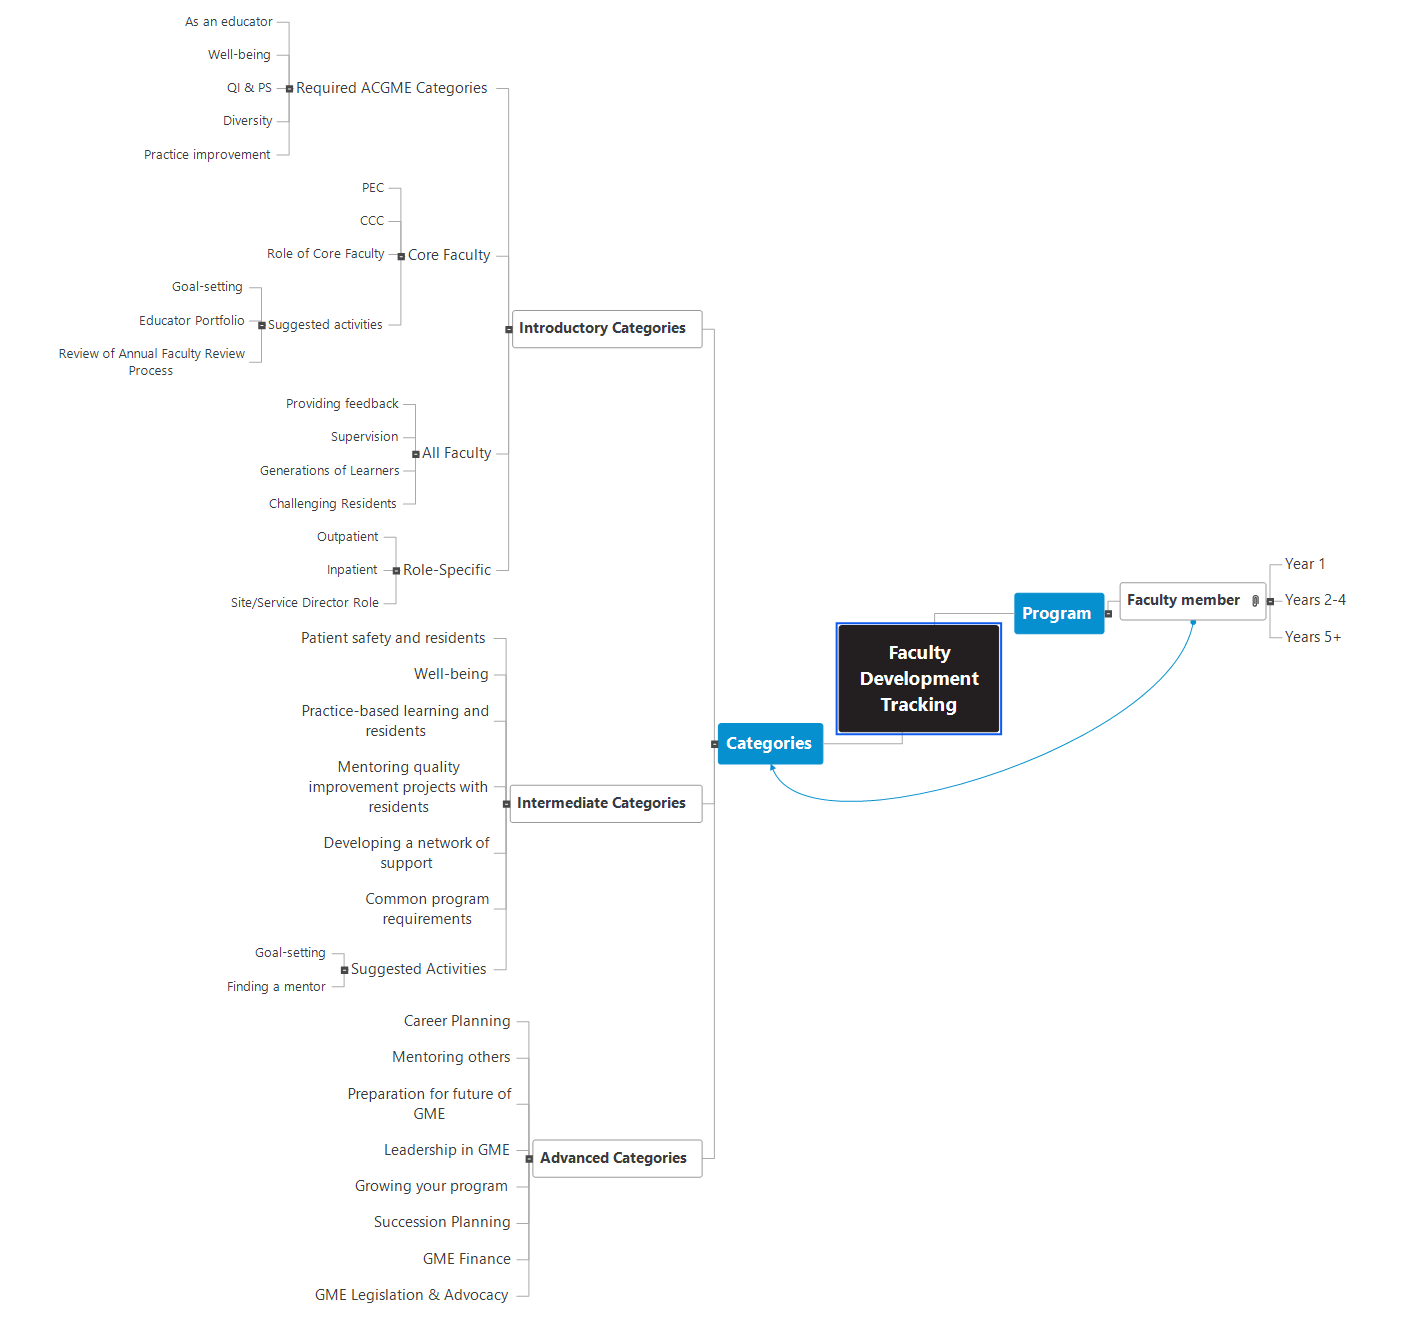 As an educator
Well-being
QI & PS
Required ACGME Categories
Diversity
Practice improvement
PEC
CCC
Role of Core Faculty
Core Faculty
Goal-setting
Educator Portfolio
Suggested activities
Review of Annual Faculty Review
Process
Introductory Categories
Providing feedback
Supervision
All Faculty
Generations of Learners
Challenging Residents
Outpatient
Inpatient
Role-Specific
Site/Service Director Role
Patient safety and residents
Well-being
Practice-based learning and
residents
Mentoring quality
improvement projects with
residents
Intermediate Categories
Developing a network of
support
Common program
requirements
Goal-setting
Suggested Activities
Finding a mentor
Career Planning
Mentoring others
Preparation for future of
GME
Leadership in GME
Advanced Categories
Growing your program
Succession Planning
GME Finance
GME Legislation & Advocacy
Categories
Faculty
Development
Tracking
Program
Faculty member
Year 1
Years 2-4
Years 5+